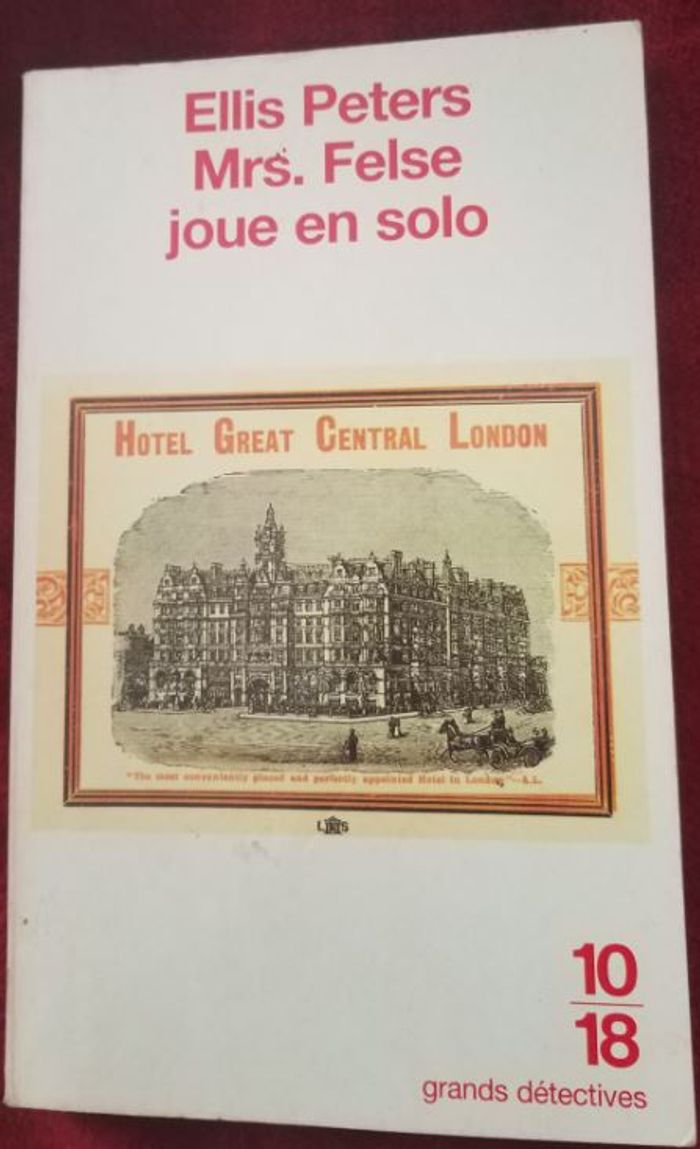 Ellis Peters
Mrs. Felse
joue en solo
HOTEL GREAT CENTRAL LONDON
"The most conveniently placed and perfectly appointed Hotel in London"—A.L.
10
18
grands détectives